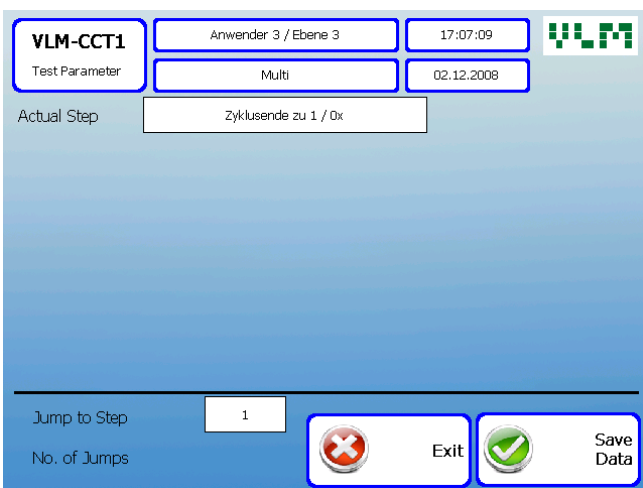 VLM-CCT1
Test Parameter
Anwender 3 / Ebene 3
17:07:09
VLM
Multi
02.12.2008
Actual Step
Zyklusende zu 1 / 0x
Jump to Step
1
No. of Jumps
Exit
Save
Data